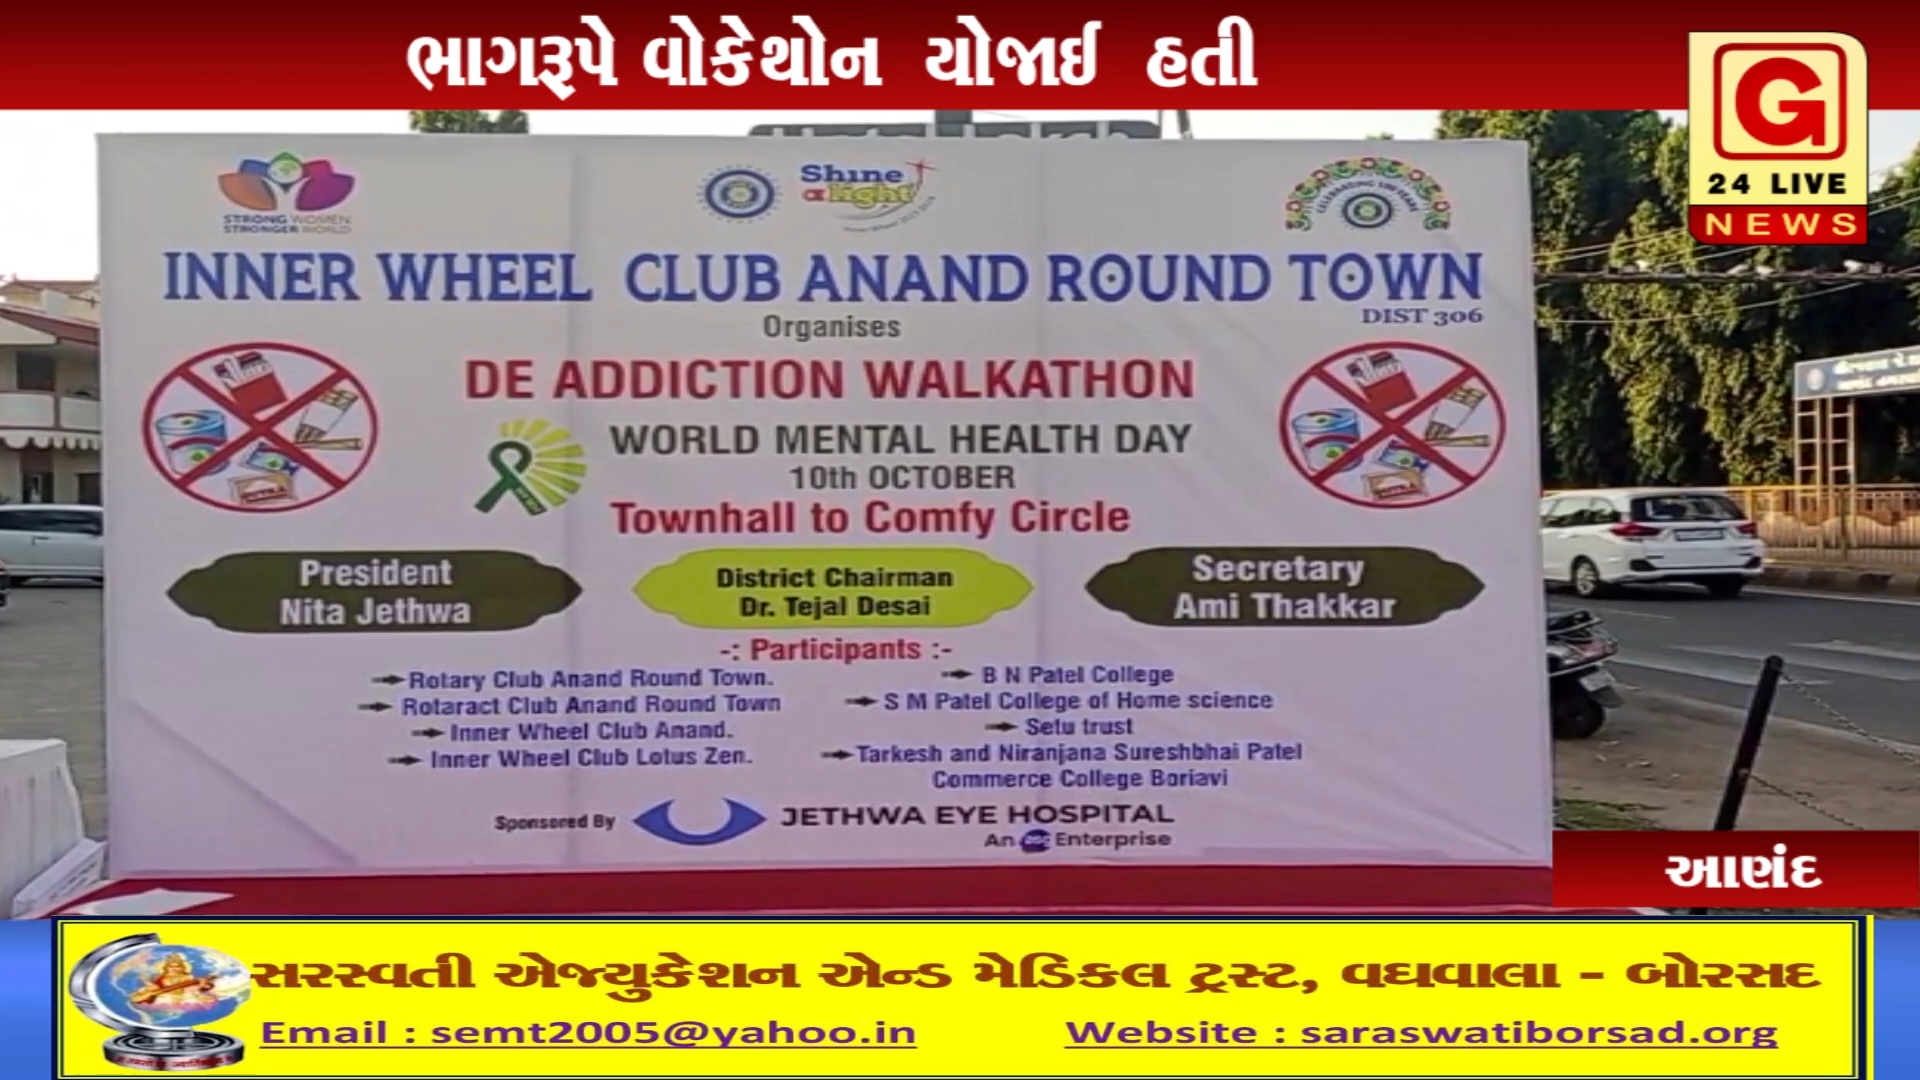 ભાગરૂપે વોકેથોન યોજાઈ હતી
G
24 LIVE
NEWS
STRONG WOMEN
STRONGER WORLD
Shine
a light
CELEBRATING 100 YEARS
INNER WHEEL CLUB ANAND ROUND TOWN
DIST 306
Organises
DE ADDICTION WALKATHON
WORLD MENTAL HEALTH DAY
10th OCTOBER
Townhall to Comfy Circle
President
Nita Jethwa
District Chairman
Dr. Tejal Desai
Secretary
Ami Thakkar
-: Participants :-
Rotary Club Anand Round Town.
Rotaract Club Anand Round Town
Inner Wheel Club Anand.
Inner Wheel Club Lotus Zen.
B N Patel College
S M Patel College of Home science
Setu trust
Tarkesh and Niranjana Sureshbhai Patel
Commerce College Boriavi
Sponsored By
JETHWA EYE HOSPITAL
An Enterprise
આણંદ
સરસ્વતી એજ્યુકેશન એન્ડ મેડિકલ ટ્રસ્ટ, વઘવાલા - બોરસદ
Email : semt2005@yahoo.in
Website : saraswatiborsad.org